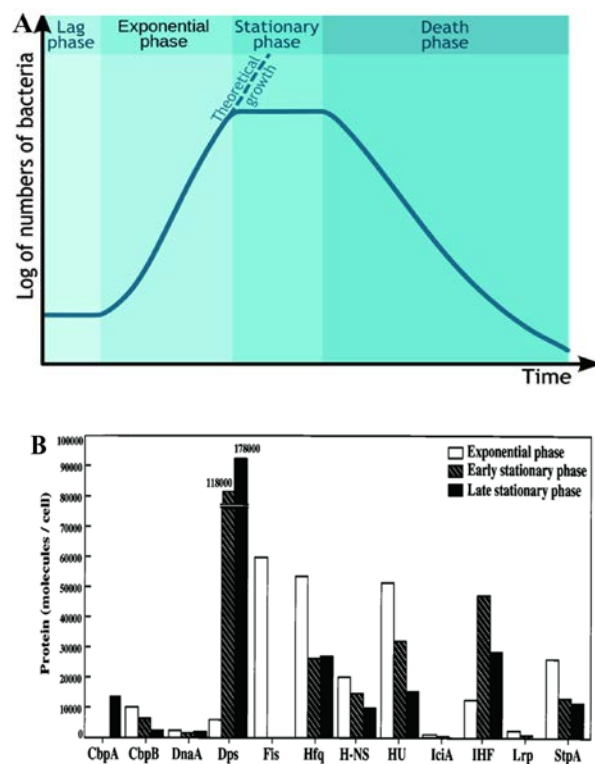 A
Lag phase
Exponential phase
Stationary phase
Death phase
Theoretical growth
Log of numbers of bacteria
Time
B
178000
118000
Exponential phase
Early stationary phase
Late stationary phase
Protein (molecules / cell)
100000
90000
80000
70000
60000
50000
40000
30000
20000
10000
CbpA CbpB DnaA Dps Fis Hfq H-NS HU IciA IHF Lrp StpA